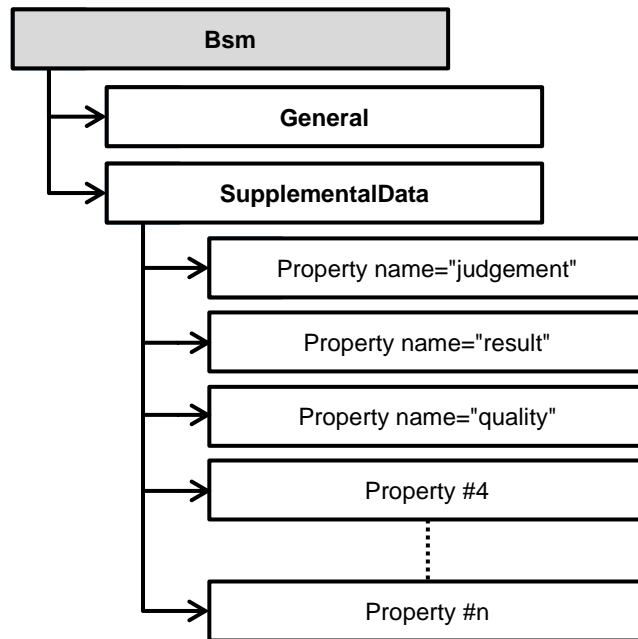 Bsm
General
SupplementalData
Property name="judgement"
Property name="result"
Property name="quality"
Property #4
Property #n